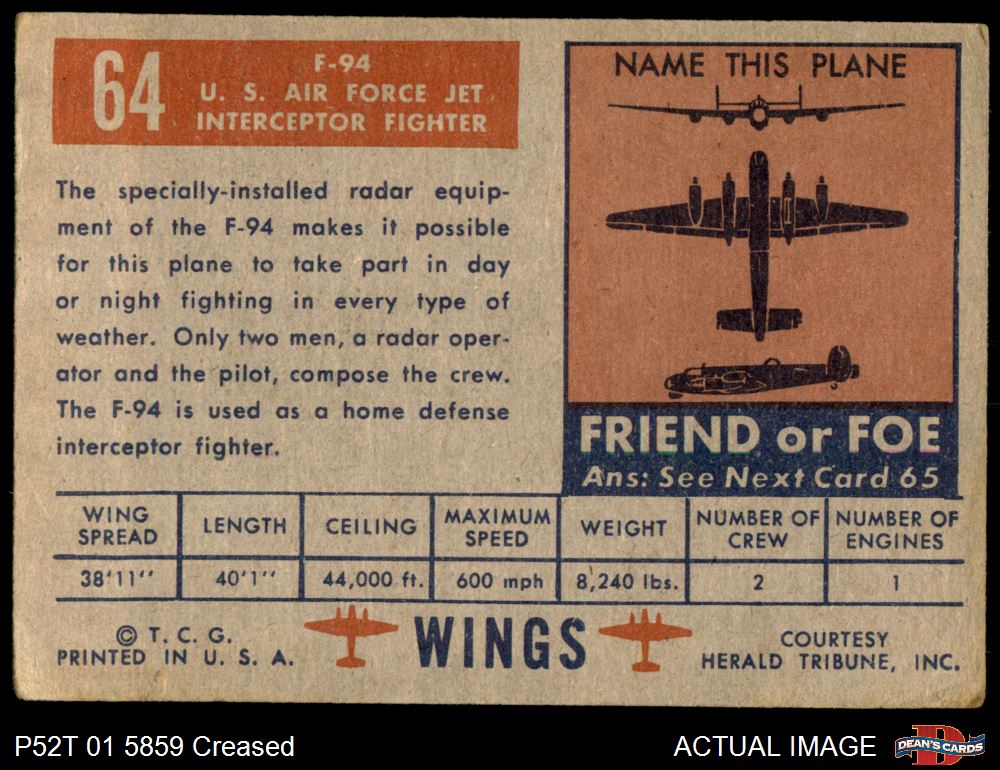 64
F-94
U. S. AIR FORCE JET
INTERCEPTOR FIGHTER
The specially-installed radar equip-
ment of the F-94 makes it possible
for this plane to take part in day
or night fighting in every type of
weather. Only two men, a radar oper-
ator and the pilot, compose the crew.
The F-94 is used as a home defense
interceptor fighter.
NAME THIS PLANE
FRIEND or FOE
Ans: See Next Card 65
WING SPREAD LENGTH CEILING MAXIMUM SPEED WEIGHT NUMBER OF CREW NUMBER OF ENGINES
38'11'' 40'1'' 44,000 ft. 600 mph 8,240 lbs. 2 1
© T. C. G.
PRINTED IN U. S. A.
WINGS
COURTESY
HERALD TRIBUNE, INC.
P52T 01 5859 Creased
ACTUAL IMAGE
D
DEAN'S CARDS